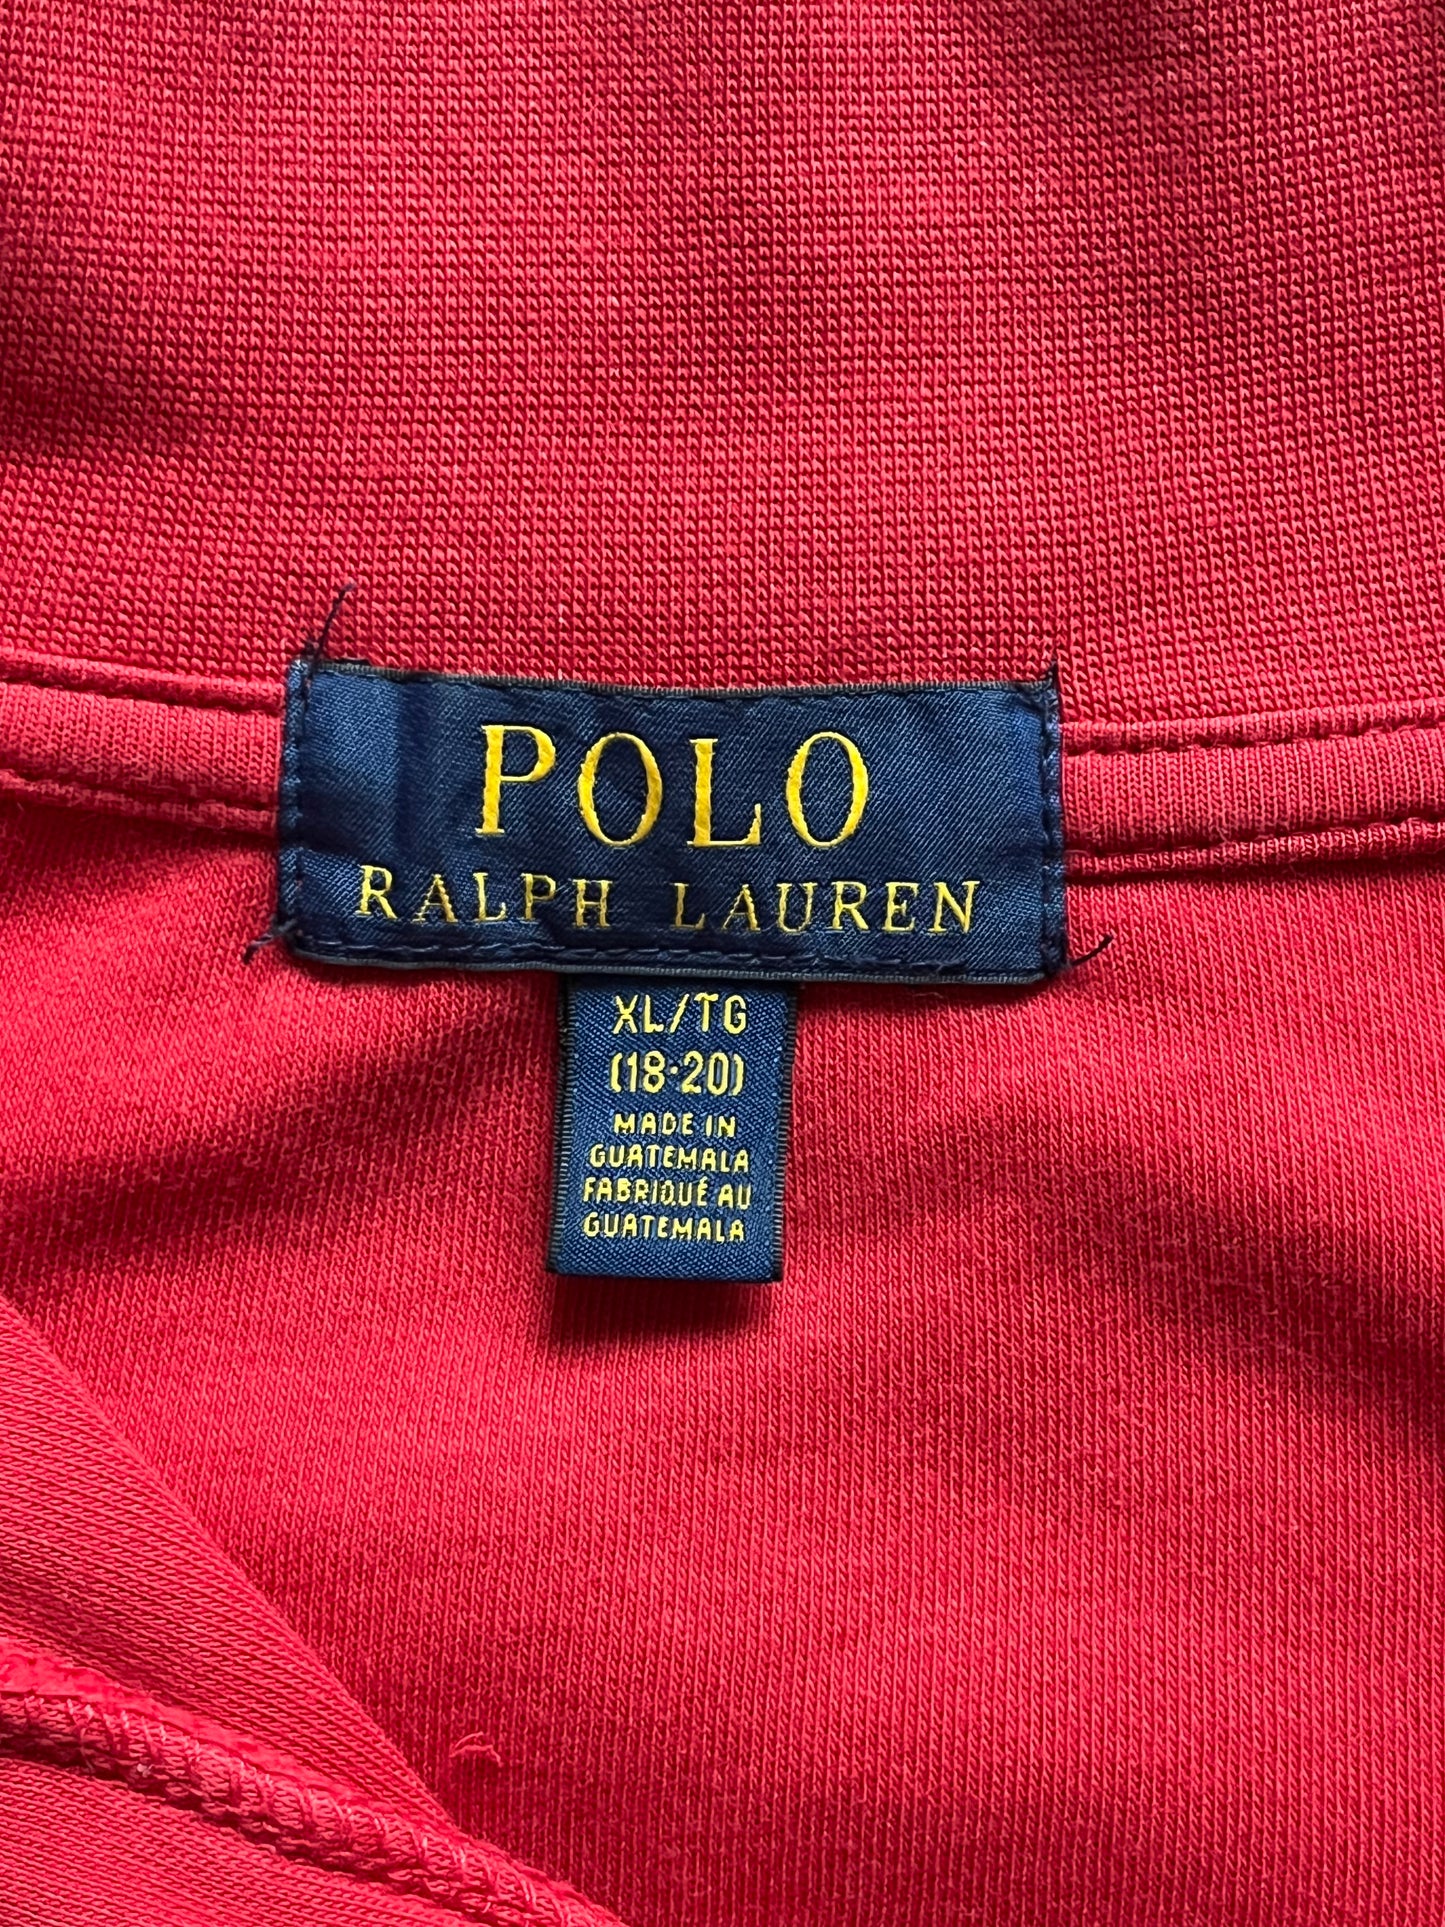 POLO
RALPH LAUREN
XL/TG
(18-20)
MADE IN
GUATEMALA
FABRIQUÉ AU
GUATEMALA